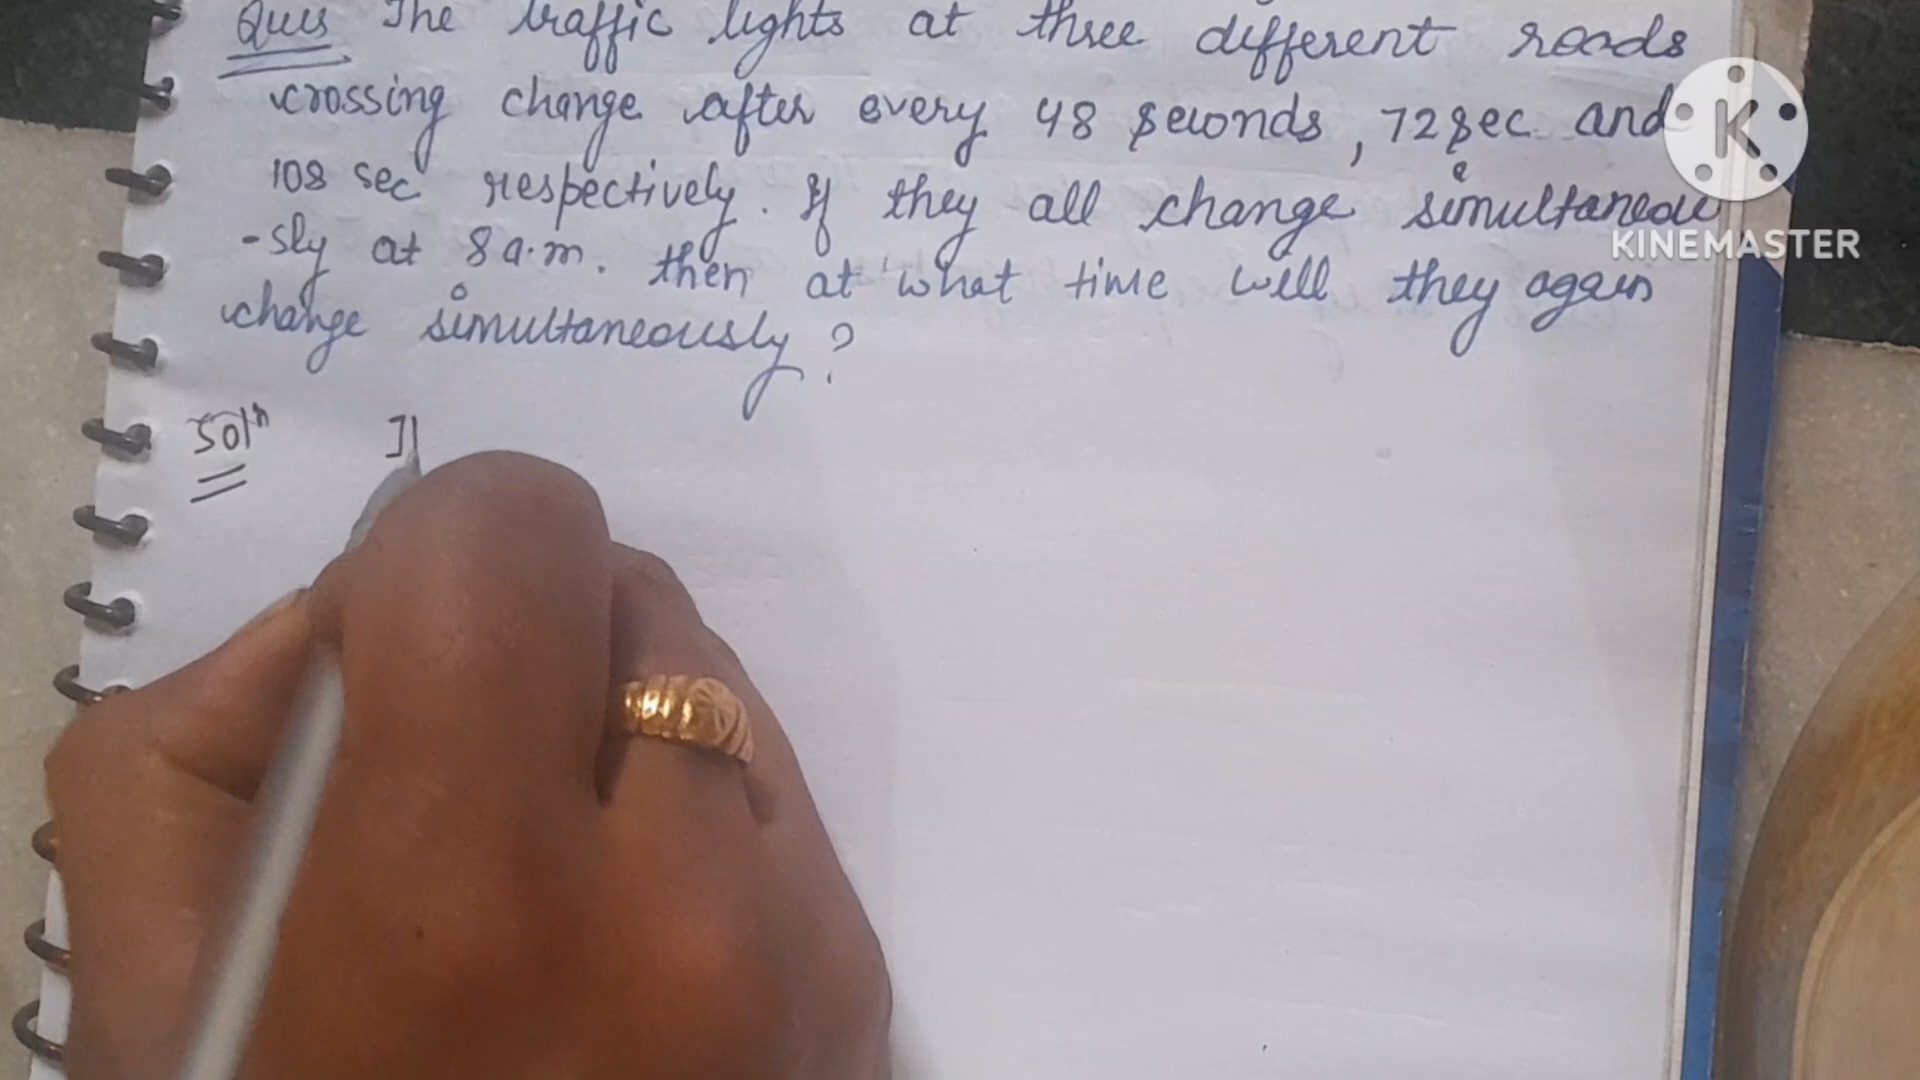 Ques The traffic lights at three different roads
crossing change after every 48 seconds, 72 sec and
108 sec respectively. If they all change simultaneou
-sly at 8 a.m. then at what time will they again
change simultaneously?
Solⁿ
K
KINEMASTER